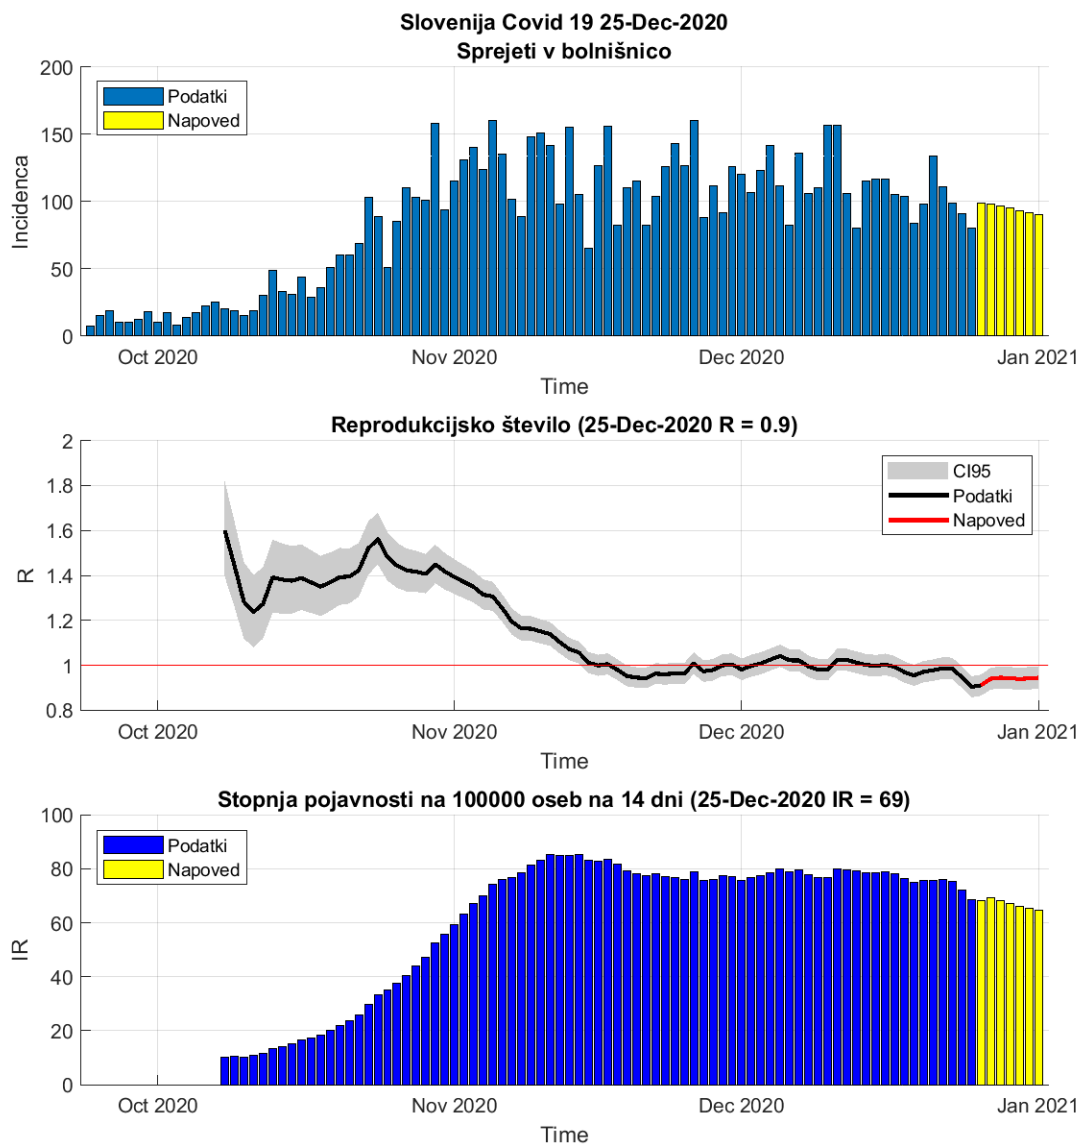 Slovenija Covid 19 25-Dec-2020
Sprejeti v bolnišnico
200
150
100
50
0
Incidenca
Podatki
Napoved
Oct 2020
Nov 2020
Dec 2020
Jan 2021
Time
Reprodukcijsko število (25-Dec-2020 R = 0.9)
2
1.8
1.6
1.4
1.2
1
0.8
R
CI95
Podatki
Napoved
Oct 2020
Nov 2020
Dec 2020
Jan 2021
Time
Stopnja pojavnosti na 100000 oseb na 14 dni (25-Dec-2020 IR = 69)
100
80
60
40
20
0
IR
Podatki
Napoved
Oct 2020
Nov 2020
Dec 2020
Jan 2021
Time